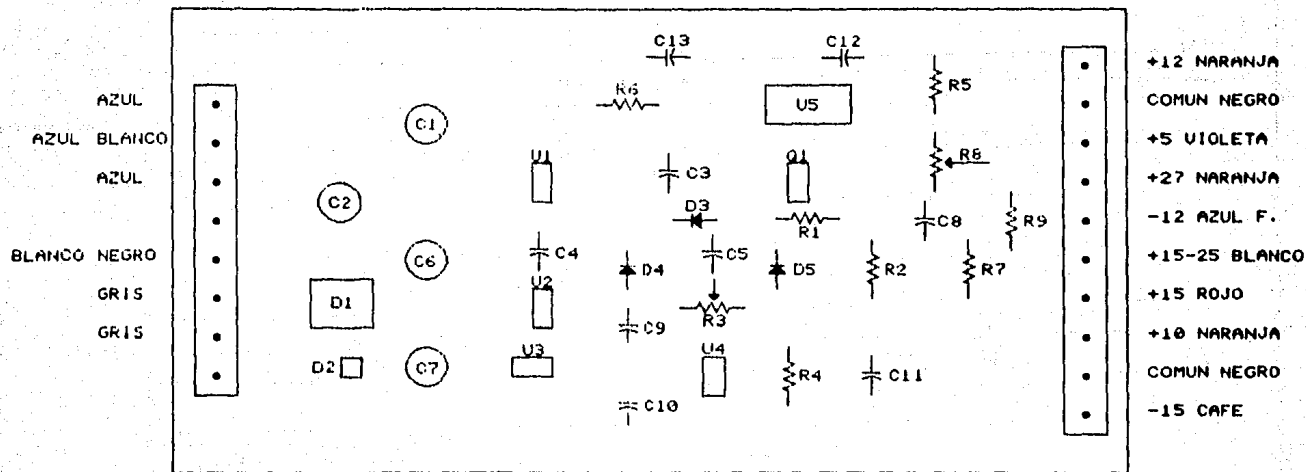 C13
C12
+12 NARANJA
R6
R5
AZUL
U5
COMUN NEGRO
C1
AZUL BLANCO
+5 VIOLETA
U1
Q1
R8
AZUL
C3
+27 NARANJA
C2
D3
R1
C8
R9
-12 AZUL F.
BLANCO NEGRO
C6
C4
C5
+15-25 BLANCO
D4
D5
R2
R7
GRIS
D1
U2
+15 ROJO
R3
GRIS
C9
+10 NARANJA
U3
U4
D2
C7
R4
C11
COMUN NEGRO
C10
-15 CAFE